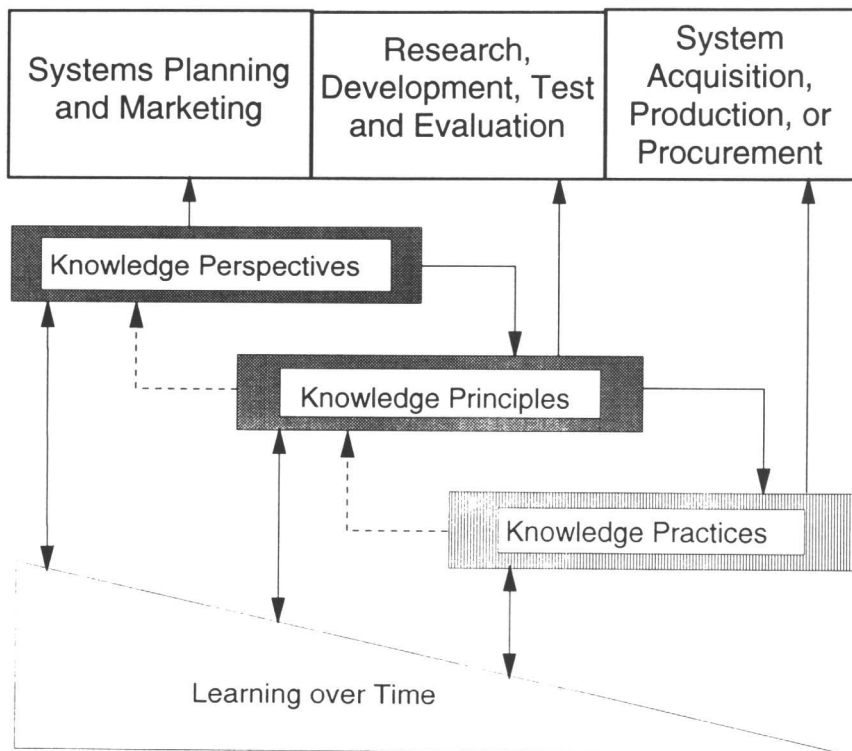 Systems Planning
and Marketing
Research,
Development, Test
and Evaluation
System
Acquisition,
Production, or
Procurement
Knowledge Perspectives
Knowledge Principles
Knowledge Practices
Learning over Time